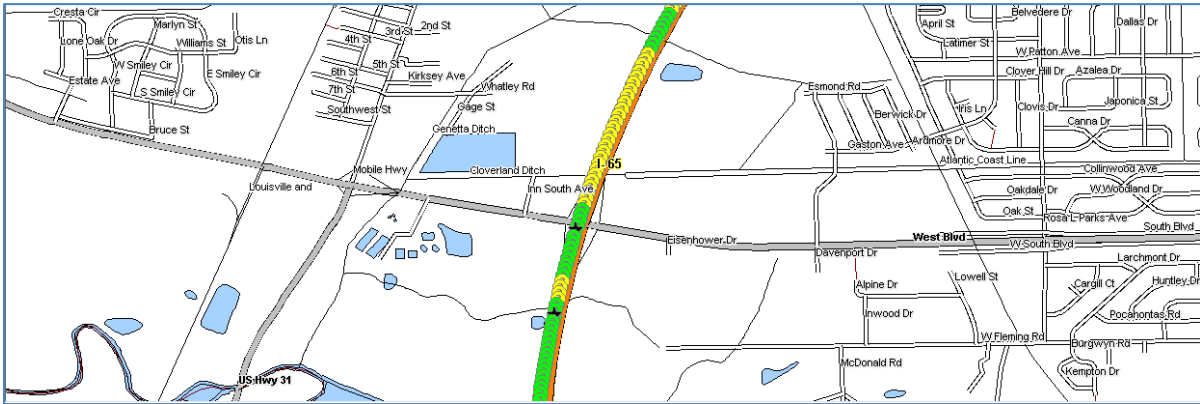 Cresta Cir
Marlyn St
Lone Oak Dr
Williams St
Otis Ln
W Smiley Cir
E Smiley Cir
Estate Ave
S Smiley Cir
Bruce St
2nd St
3rd St
4th St
5th St
6th St
7th St
Kirksey Ave
Whatley Rd
Southwest St
Gage St
Genetta Ditch
Mobile Hwy
Cloverland Ditch
Louisville and
Inn South Ave
I- 65
April St
Belvedere Dr
Dallas Dr
Latimer St
W Patton Ave
Clover Hill Dr
Azalea Dr
Esmond Rd
Berwick Dr
Iris Ln
Clovis Dr
Japonica St
Canna Dr
Gaston Ave
Ardmore Dr
Atlantic Coast Line
Collinwood Ave
Oakdale Dr
W Woodland Dr
Oak St
Rosa L Parks Ave
South Blvd
Eisenhower Dr
West Blvd
W South Blvd
Davenport Dr
Larchmont Dr
Alpine Dr
Lowell St
Cargill Ct
Huntley Dr
Inwood Dr
Pocahontas Rd
W Fleming Rd
Burgwyn Rd
McDonald Rd
Kempton Dr
US Hwy 31